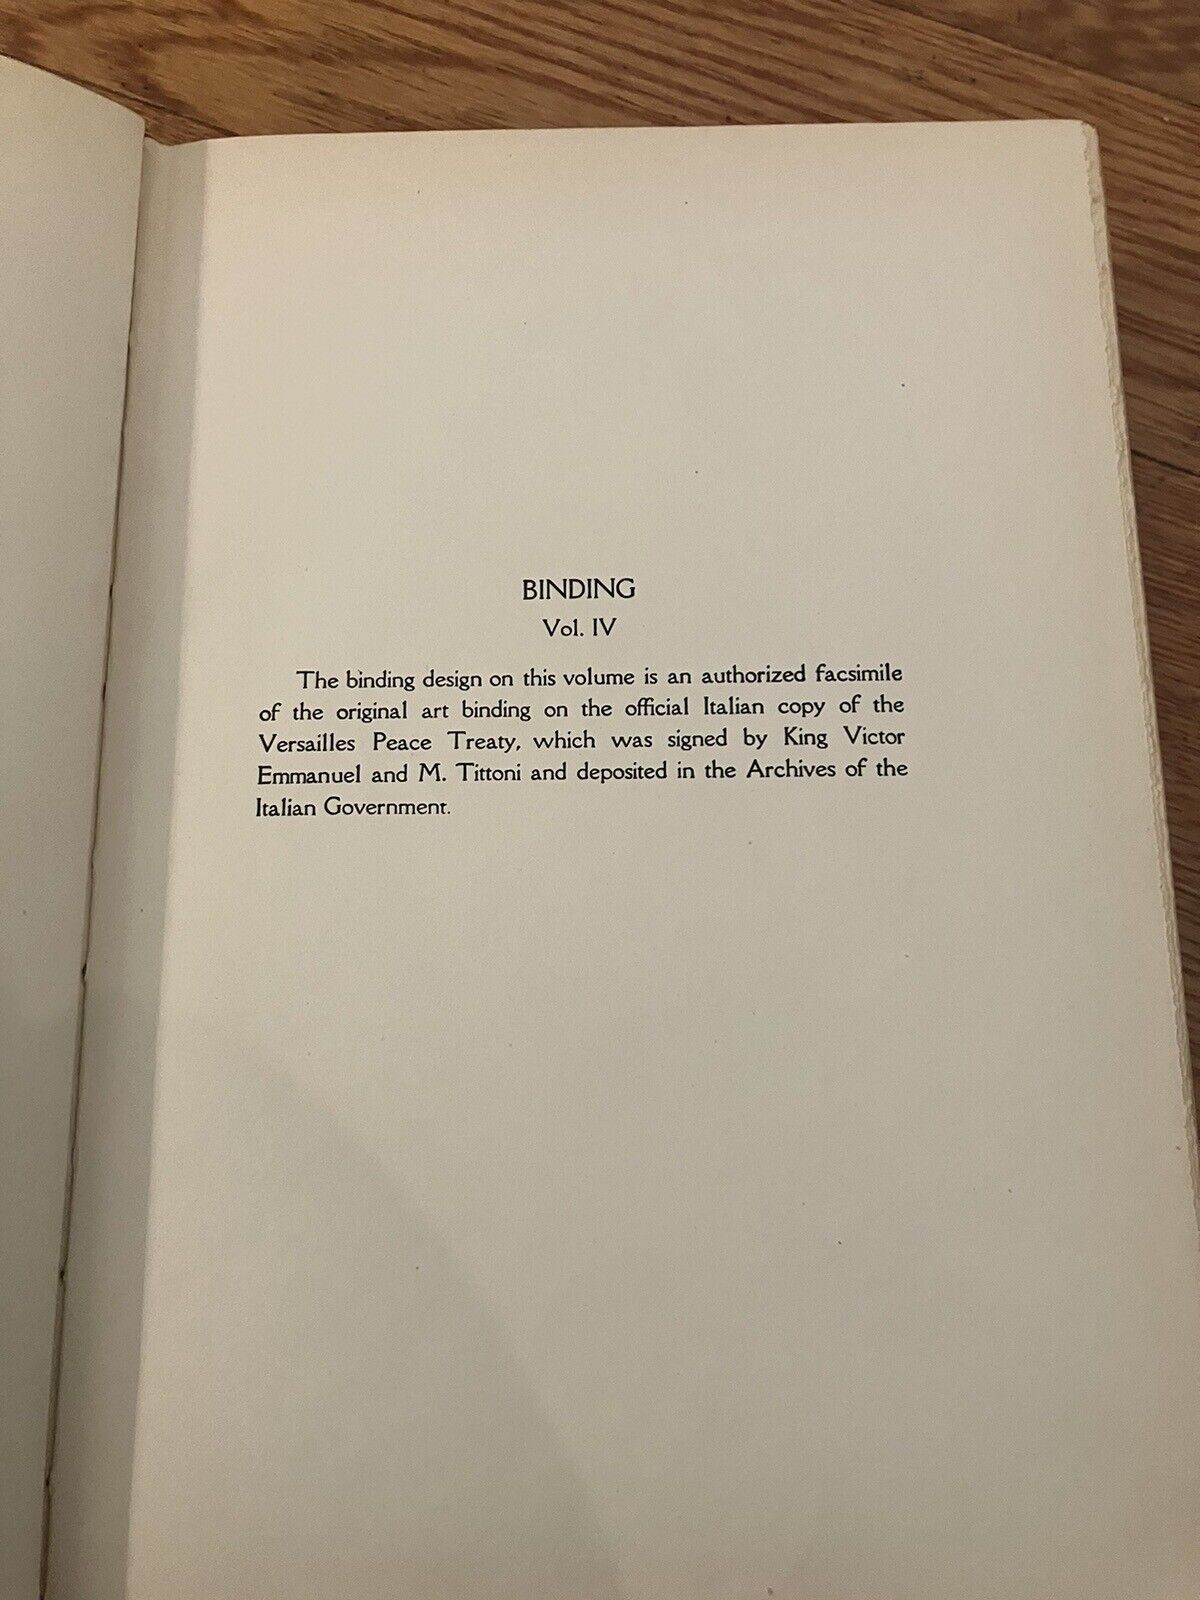 BINDING
Vol. IV
The binding design on this volume is an authorized facsimile
of the original art binding on the official Italian copy of the
Versailles Peace Treaty, which was signed by King Victor
Emmanuel and M. Tittoni and deposited in the Archives of the
Italian Government.